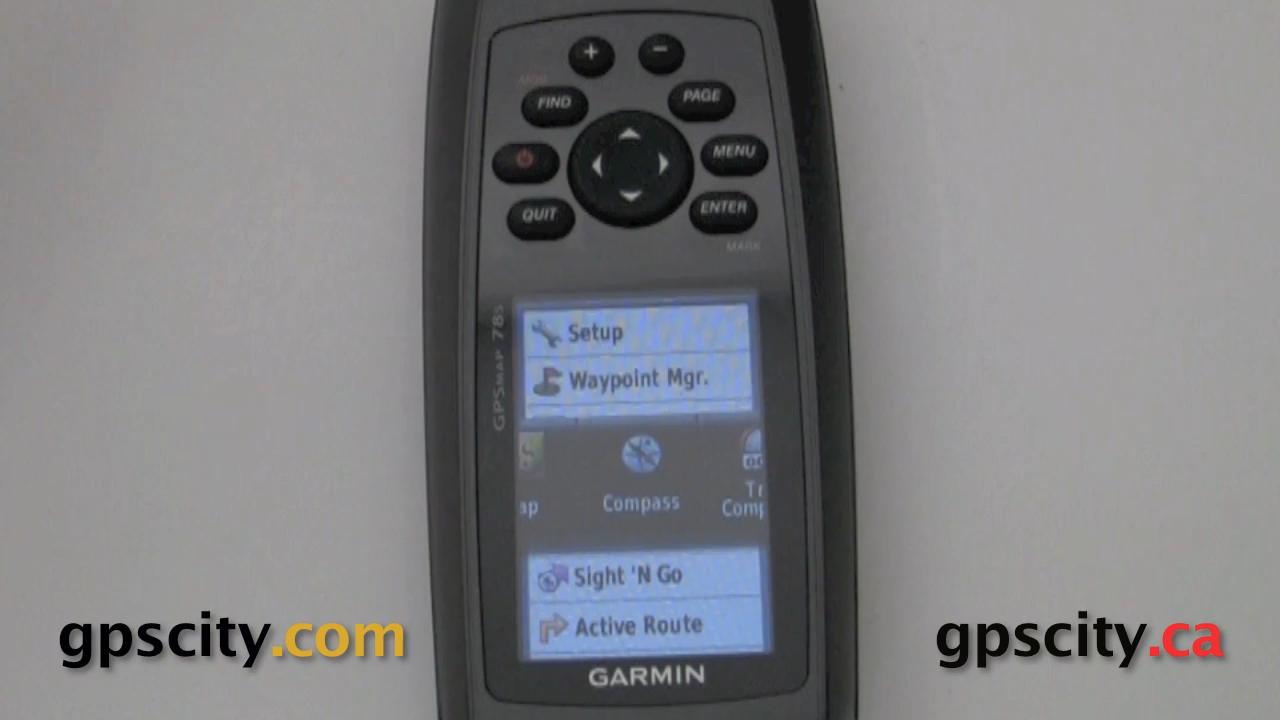 + −
MOB
FIND PAGE
MENU
QUIT ENTER
MARK
GPSMAP 78s
Setup
Waypoint Mgr.
Compass
Sight 'N Go
Active Route
GARMIN
gpscity.com
gpscity.ca